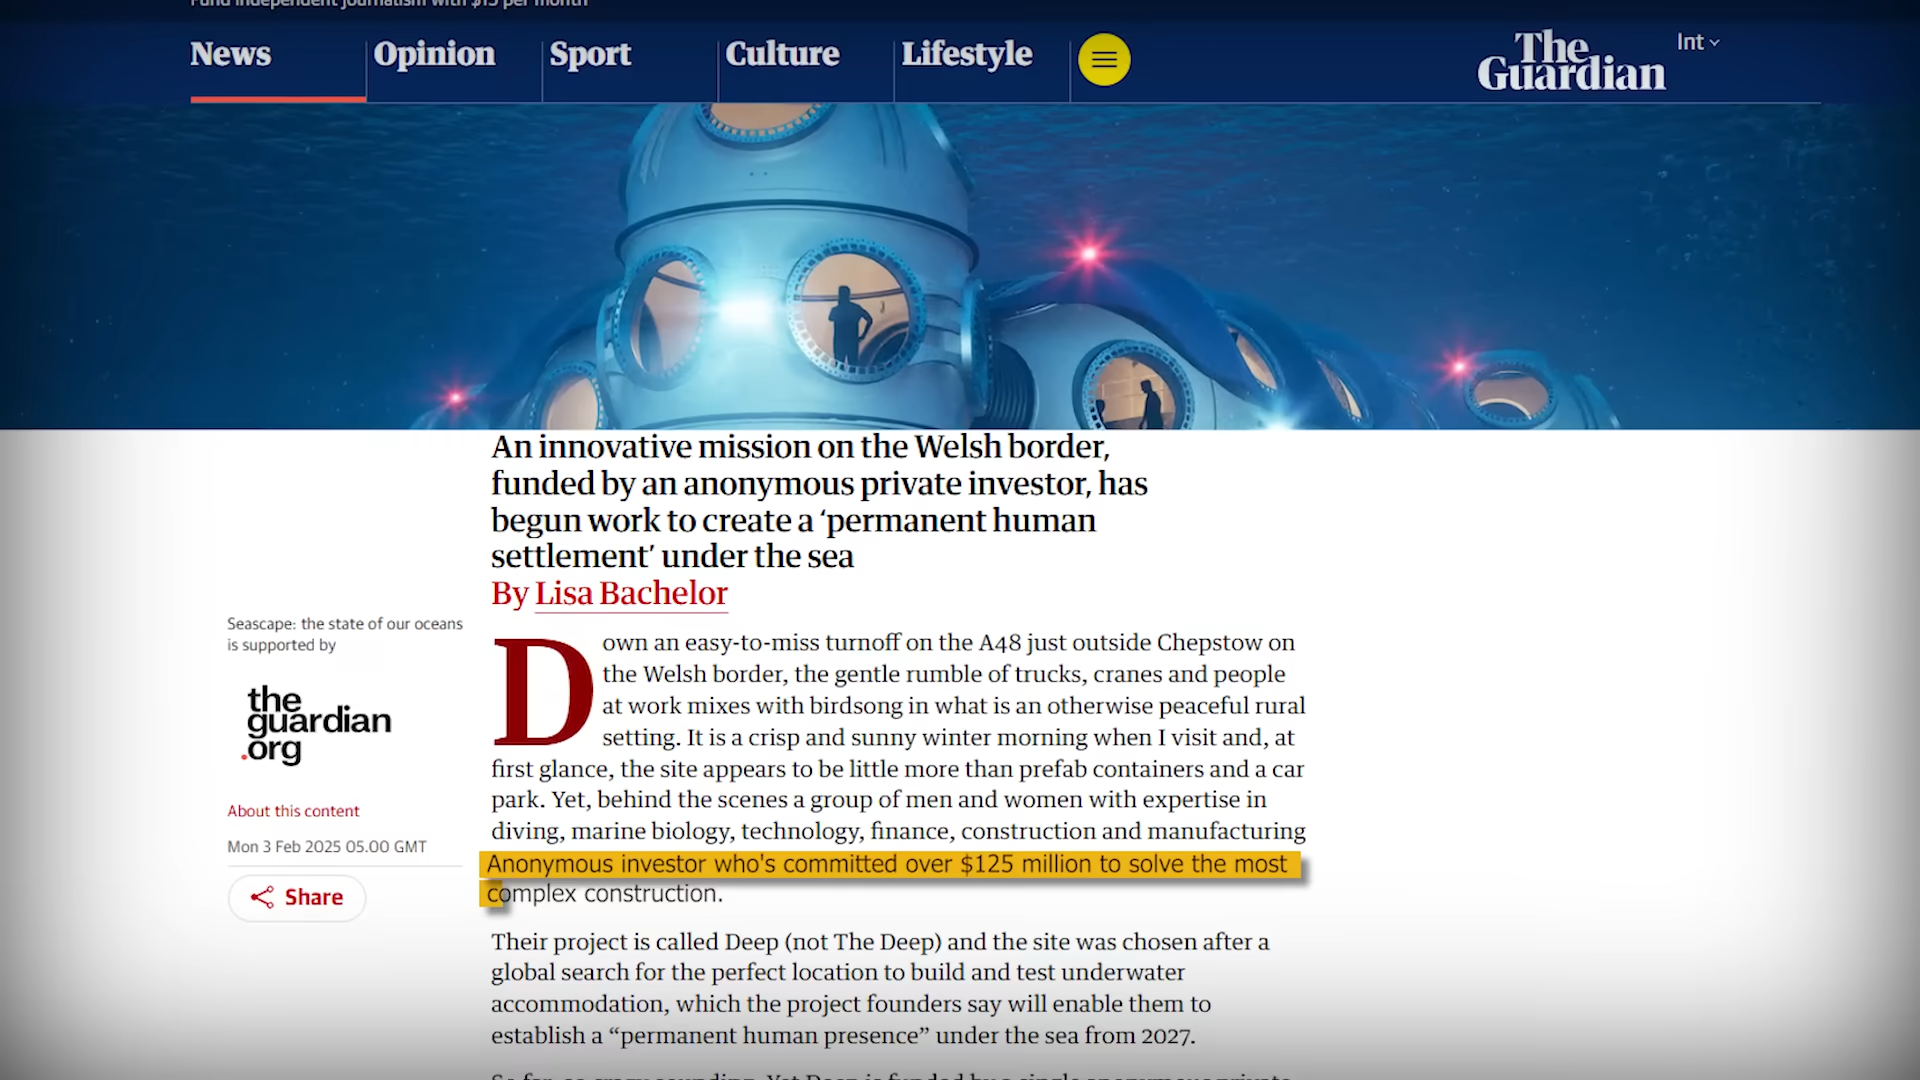 Fund independent journalism with $15 per month
News
Opinion
Sport
Culture
Lifestyle
The
Guardian
Int
An innovative mission on the Welsh border,
funded by an anonymous private investor, has
begun work to create a ‘permanent human
settlement’ under the sea
By Lisa Bachelor
Seascape: the state of our oceans
is supported by
the
guardian
.org
About this content
Mon 3 Feb 2025 05.00 GMT
Share
Down an easy-to-miss turnoff on the A48 just outside Chepstow on
the Welsh border, the gentle rumble of trucks, cranes and people
at work mixes with birdsong in what is an otherwise peaceful rural
setting. It is a crisp and sunny winter morning when I visit and, at
first glance, the site appears to be little more than prefab containers and a car
park. Yet, behind the scenes a group of men and women with expertise in
diving, marine biology, technology, finance, construction and manufacturing
Anonymous investor who's committed over $125 million to solve the most
complex construction.
Their project is called Deep (not The Deep) and the site was chosen after a
global search for the perfect location to build and test underwater
accommodation, which the project founders say will enable them to
establish a “permanent human presence” under the sea from 2027.